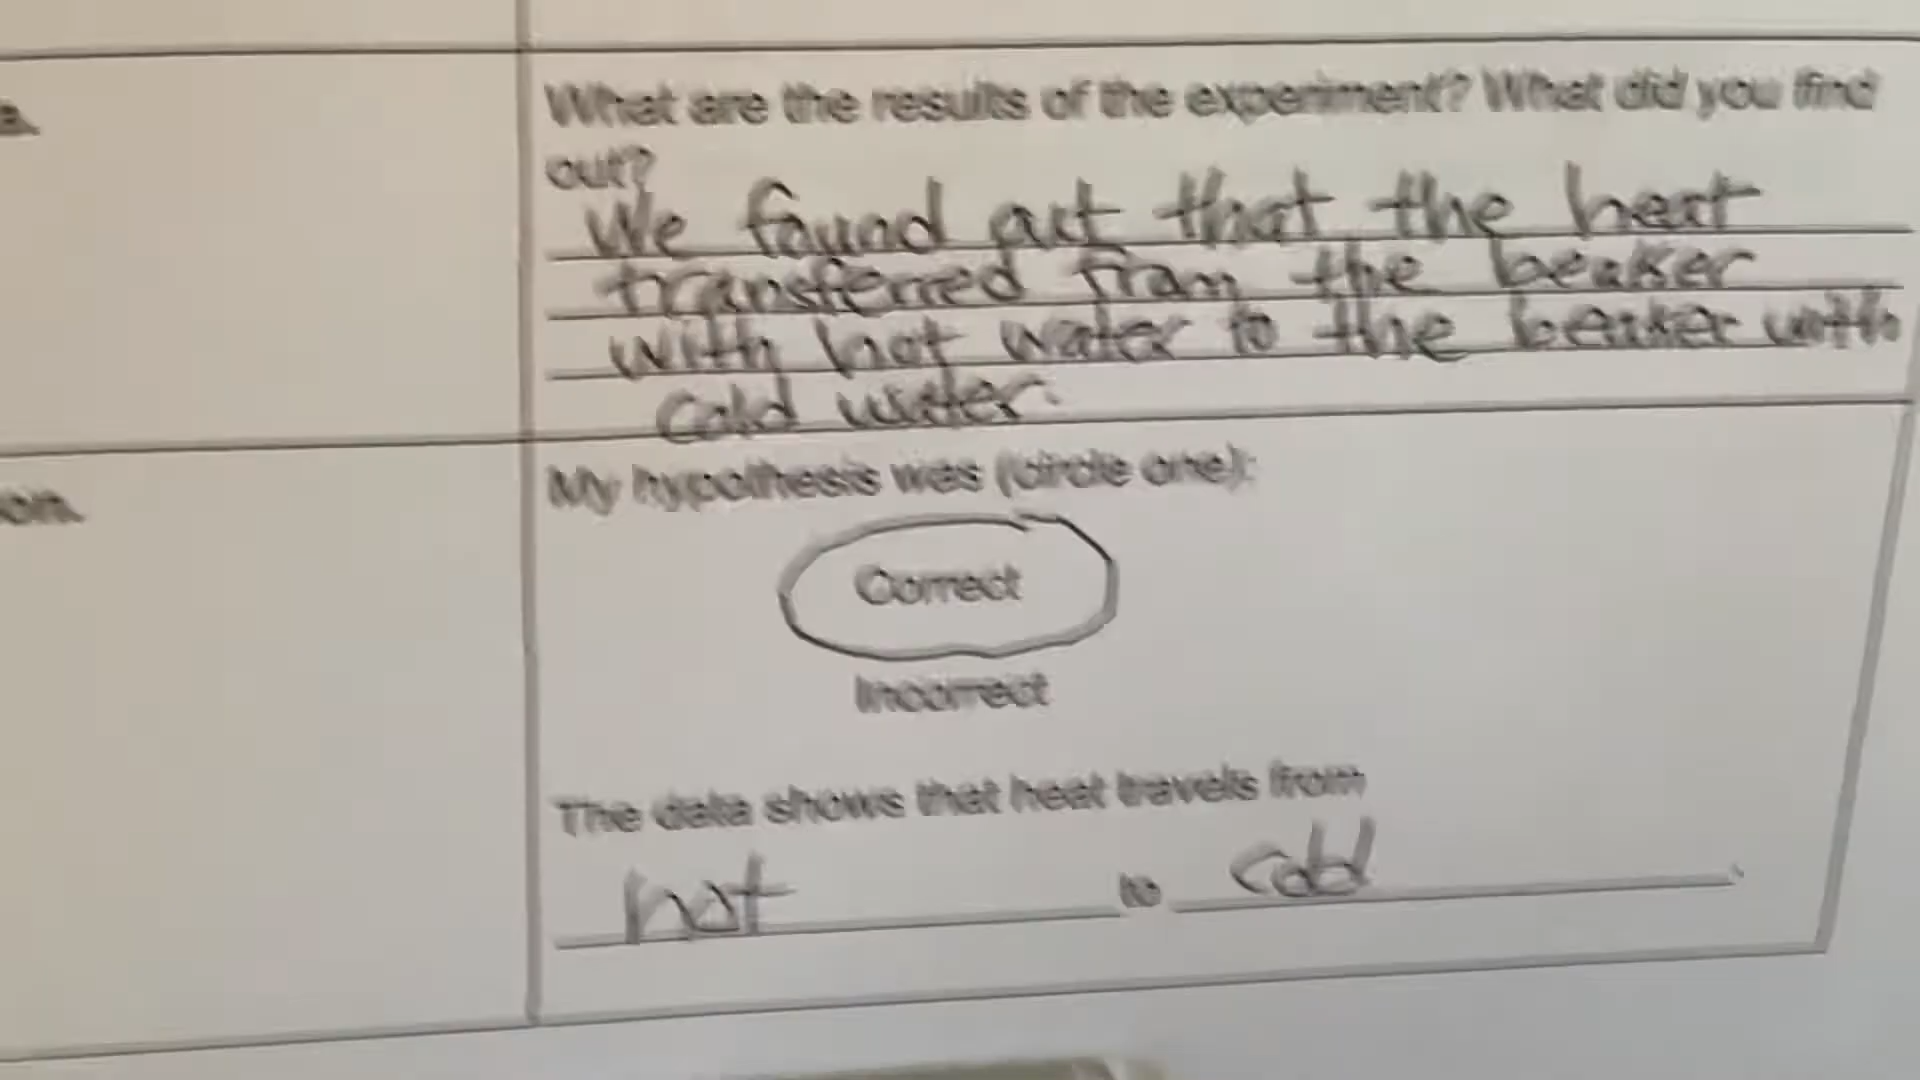 What are the results of the experiment? What did you find
out?
We found out that the heat
transferred from the beaker
with hot water to the beaker with
cold water.
My hypothesis was (circle one):
Correct
Incorrect
The data shows that heat travels from
hot to cold.